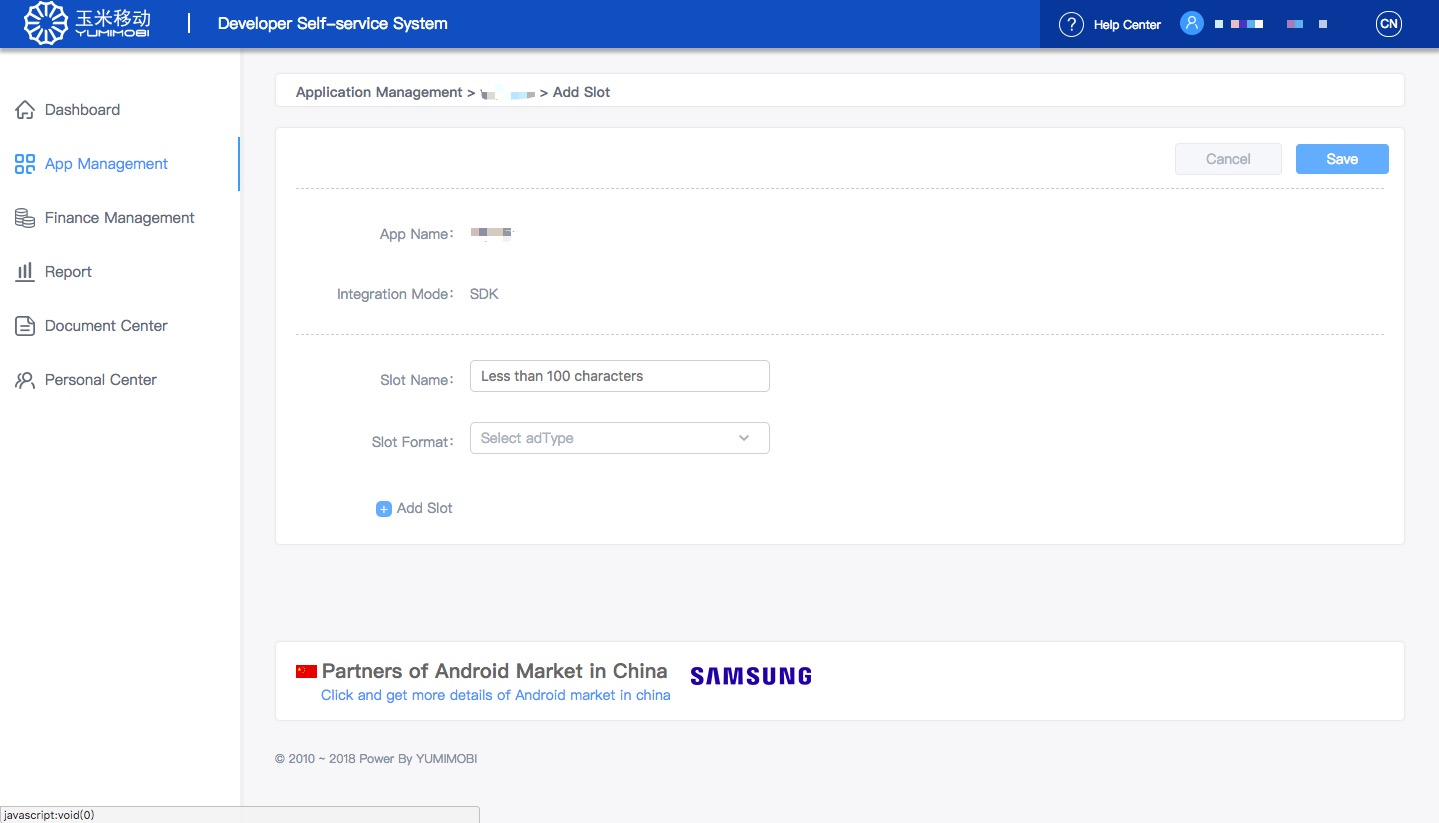 玉米移动
YUMIMOBI
Developer Self-service System
? Help Center
CN
Dashboard
App Management
Finance Management
Report
Document Center
Personal Center
Application Management > > Add Slot
Cancel
Save
App Name:
Integration Mode: SDK
Slot Name: Less than 100 characters
Slot Format: Select adType
+ Add Slot
Partners of Android Market in China
SAMSUNG
Click and get more details of Android market in china
© 2010 ~ 2018 Power By YUMIMOBI
javascript:void(0)